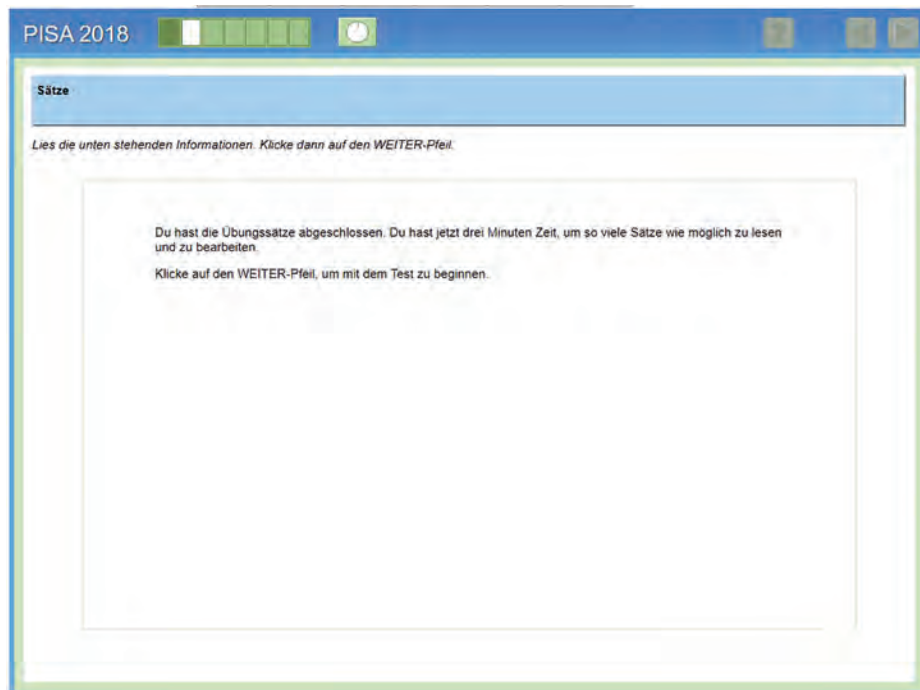 PISA 2018
Sätze
Lies die unten stehenden Informationen. Klicke dann auf den WEITER-Pfeil.
Du hast die Übungssätze abgeschlossen. Du hast jetzt drei Minuten Zeit, um so viele Sätze wie möglich zu lesen
und zu bearbeiten.
Klicke auf den WEITER-Pfeil, um mit dem Test zu beginnen.